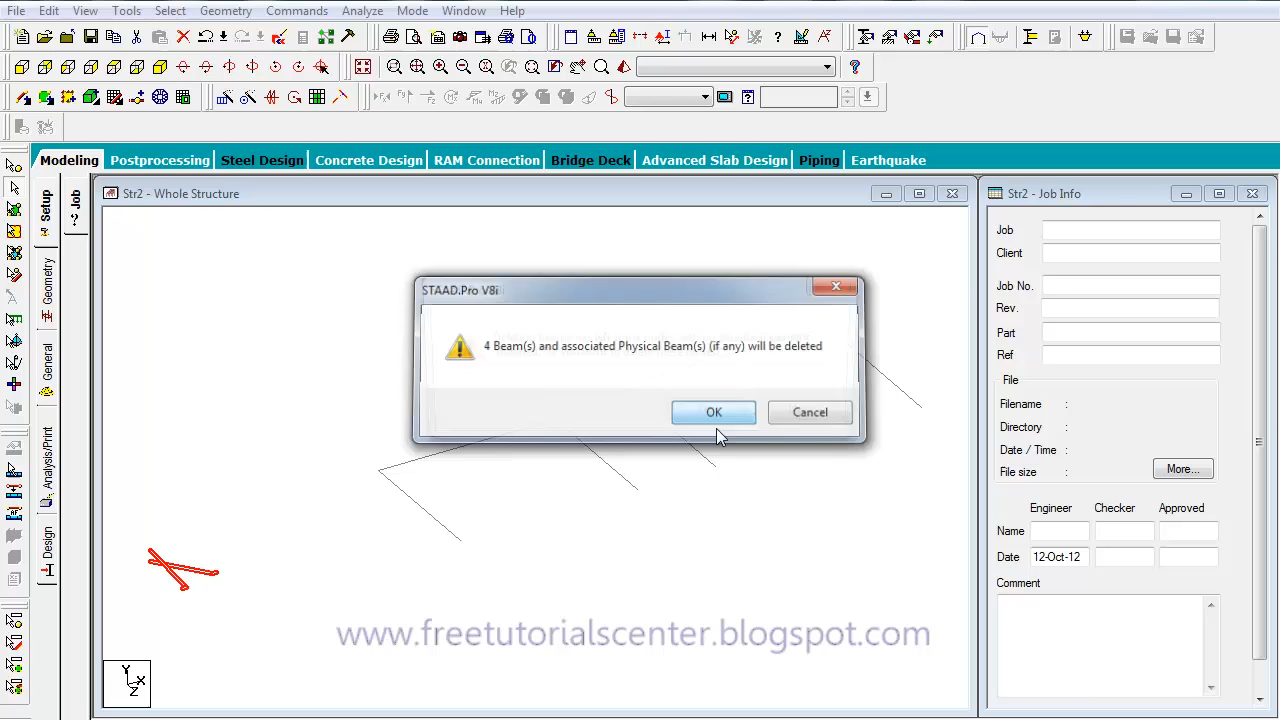 File Edit View Tools Select Geometry Commands Analyze Mode Window Help
Modeling Postprocessing Steel Design Concrete Design RAM Connection Bridge Deck Advanced Slab Design Piping Earthquake
Setup
Job
Geometry
General
Analysis/Print
Design
Str2 - Whole Structure
STAAD.Pro V8i
4 Beam(s) and associated Physical Beam(s) (if any) will be deleted
OK Cancel
www.freetutorialscenter.blogspot.com
Y
X
Z
Str2 - Job Info
Job
Client
Job No.
Rev.
Part
Ref
File
Filename :
Directory :
Date / Time :
File size :
More...
Engineer Checker Approved
Name
Date 12-Oct-12
Comment